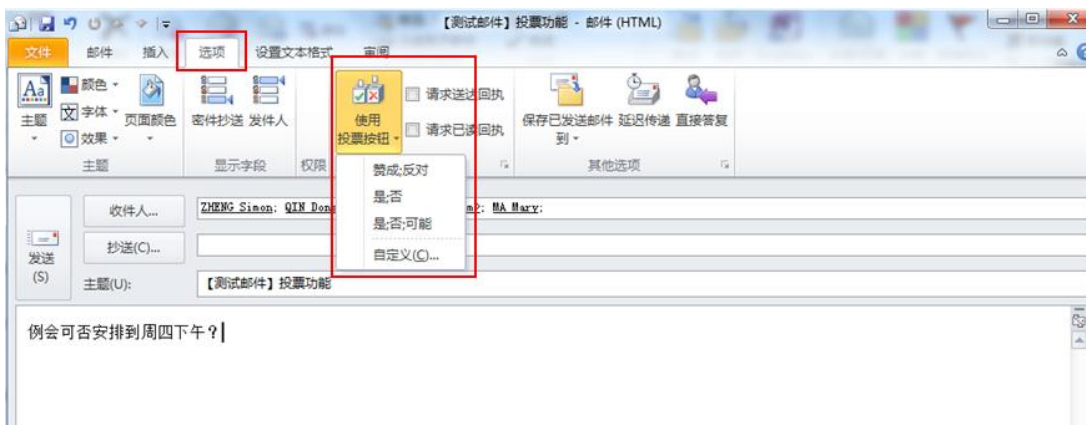 【测试邮件】投票功能 - 邮件 (HTML)
文件 邮件 插入 选项 设置文本格式 审阅
颜色
字体
效果
主题
页面颜色
密件抄送 发件人
使用
投票按钮
请求送达回执
请求已读回执
保存已发送邮件
到
延迟传递 直接答复
主题 显示字段 权限 其他选项
赞成;反对
是;否
是;否;可能
自定义(C)...
发送
(S)
收件人... ZHENG Simon; QIN MA Mary;
抄送(C)...
主题(U): 【测试邮件】投票功能
例会可否安排到周四下午？